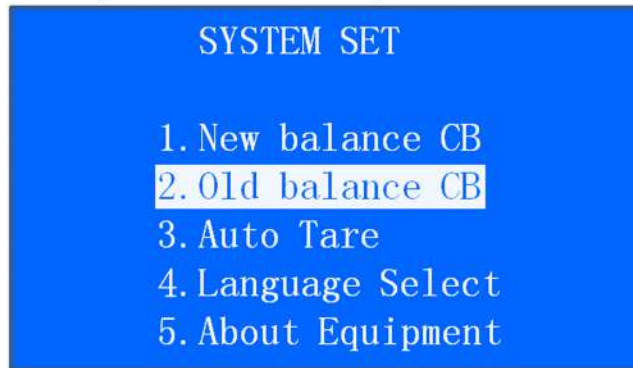 SYSTEM SET
1. New balance CB
2. Old balance CB
3. Auto Tare
4. Language Select
5. About Equipment